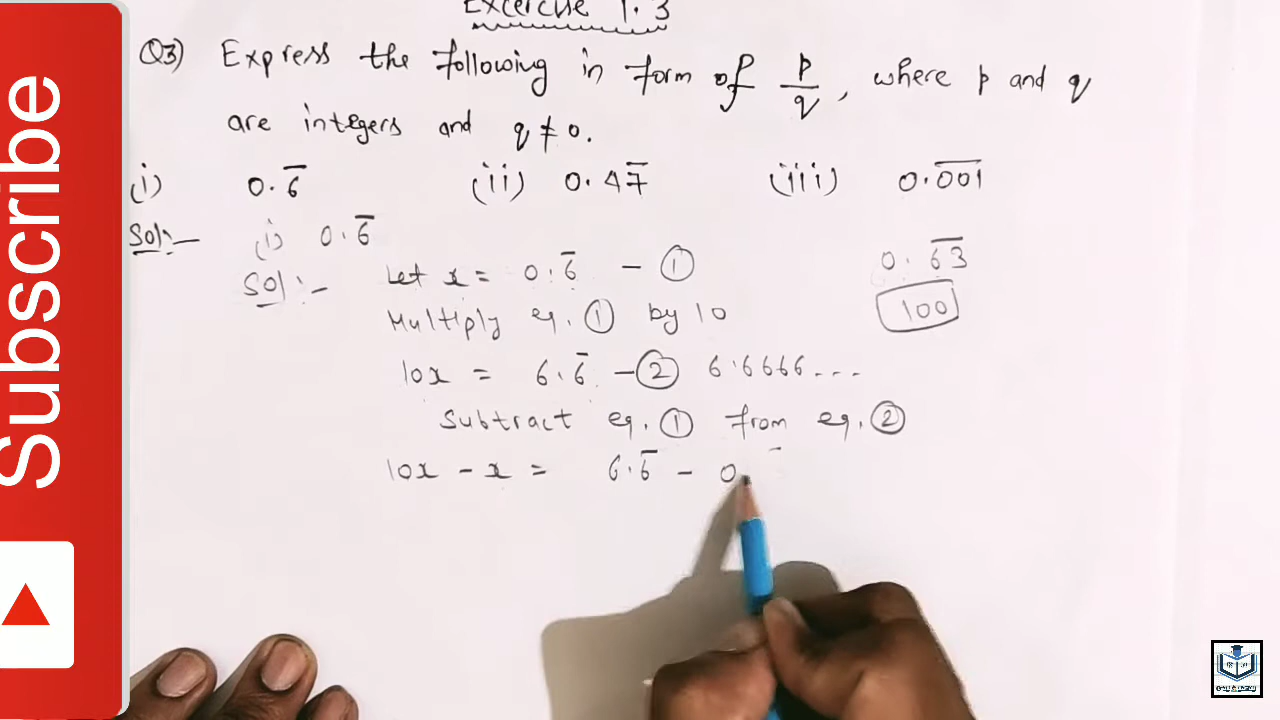 Excercise 1.3
Q3) Express the following in form of p/q, where p and q
are integers and q ≠ 0.
(i) 0.6̅ (ii) 0.47̅ (iii) 0.0̅0̅1̅
Sol:- (i) 0.6̅
Sol:- Let x = 0.6̅ - ①
0.6̅3̅
Multiply eq. ① by 10
100
10x = 6.6̅ - ② 6.6666...
Subtract eq. ① from eq. ②
10x - x = 6.6̅ - 0.
Subscribe